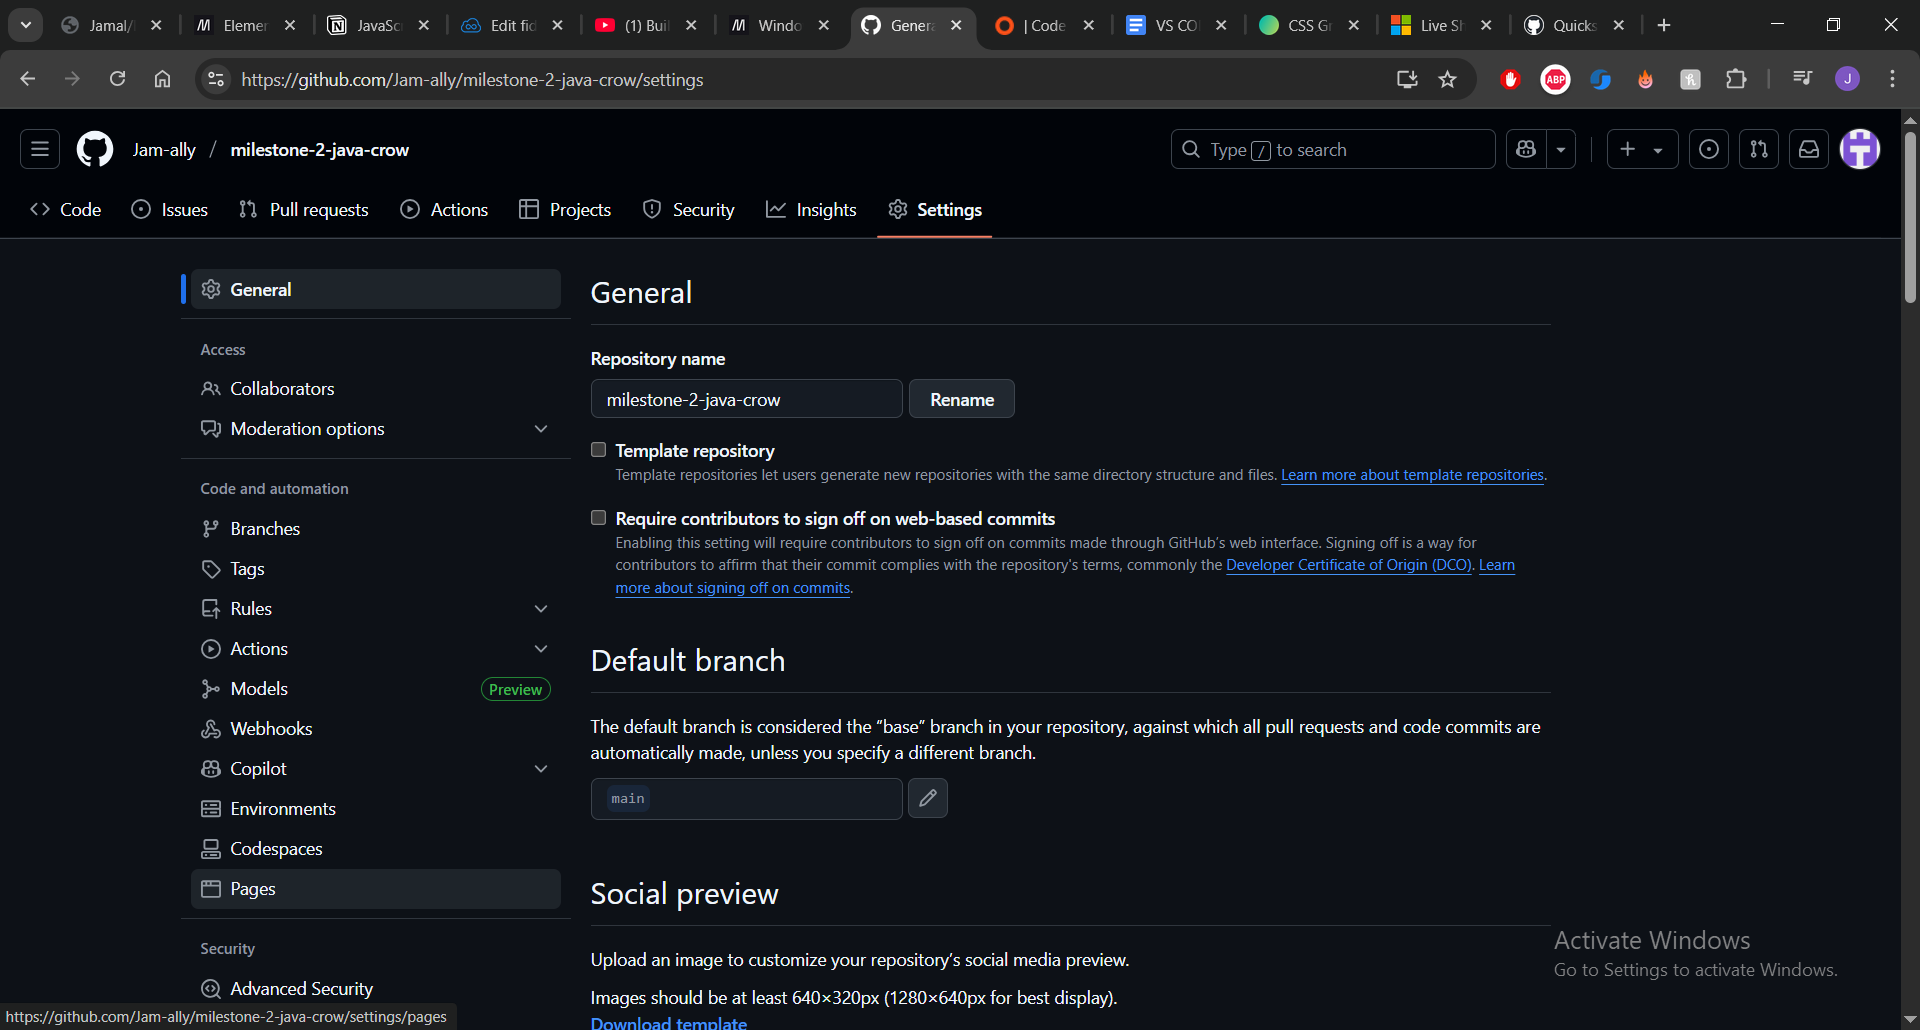 Jamal/
Elemer
JavaSc
Edit fid
(1) Buil
Windo
Genera
| Code
VS CO
CSS Gr
Live Sh
Quicks
https://github.com/Jam-ally/milestone-2-java-crow/settings
ABP
J
Jam-ally / milestone-2-java-crow
Type / to search
Code
Issues
Pull requests
Actions
Projects
Security
Insights
Settings
General
Access
Collaborators
Moderation options
Code and automation
Branches
Tags
Rules
Actions
Models
Preview
Webhooks
Copilot
Environments
Codespaces
Pages
Security
Advanced Security
https://github.com/Jam-ally/milestone-2-java-crow/settings/pages
General
Repository name
milestone-2-java-crow
Rename
Template repository
Template repositories let users generate new repositories with the same directory structure and files. Learn more about template repositories.
Require contributors to sign off on web-based commits
Enabling this setting will require contributors to sign off on commits made through GitHub's web interface. Signing off is a way for
contributors to affirm that their commit complies with the repository's terms, commonly the Developer Certificate of Origin (DCO). Learn
more about signing off on commits.
Default branch
The default branch is considered the “base” branch in your repository, against which all pull requests and code commits are
automatically made, unless you specify a different branch.
main
Social preview
Upload an image to customize your repository's social media preview.
Images should be at least 640×320px (1280×640px for best display).
Download template
Activate Windows
Go to Settings to activate Windows.